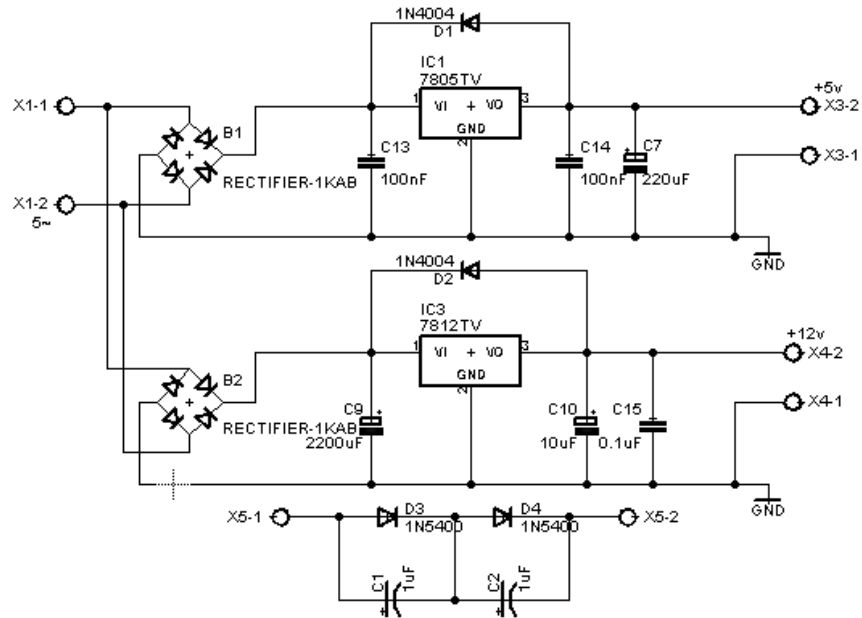 1N4004
D1
IC1
7805TV
1 VI + VO 3
GND
2
X1-1
B1
RECTIFIER-1KAB
X1-2
5~
C13
100nF
C14
100nF
+
C7
220uF
+5v
X3-2
X3-1
GND
1N4004
D2
IC3
7812TV
1 VI + VO 3
GND
2
B2
RECTIFIER-1KAB
C9 +
2200uF
C10 +
10uF
C15
0.1uF
+12v
X4-2
X4-1
GND
X5-1
D3
1N5400
D4
1N5400
X5-2
C1
1uF
+
C2
1uF
+